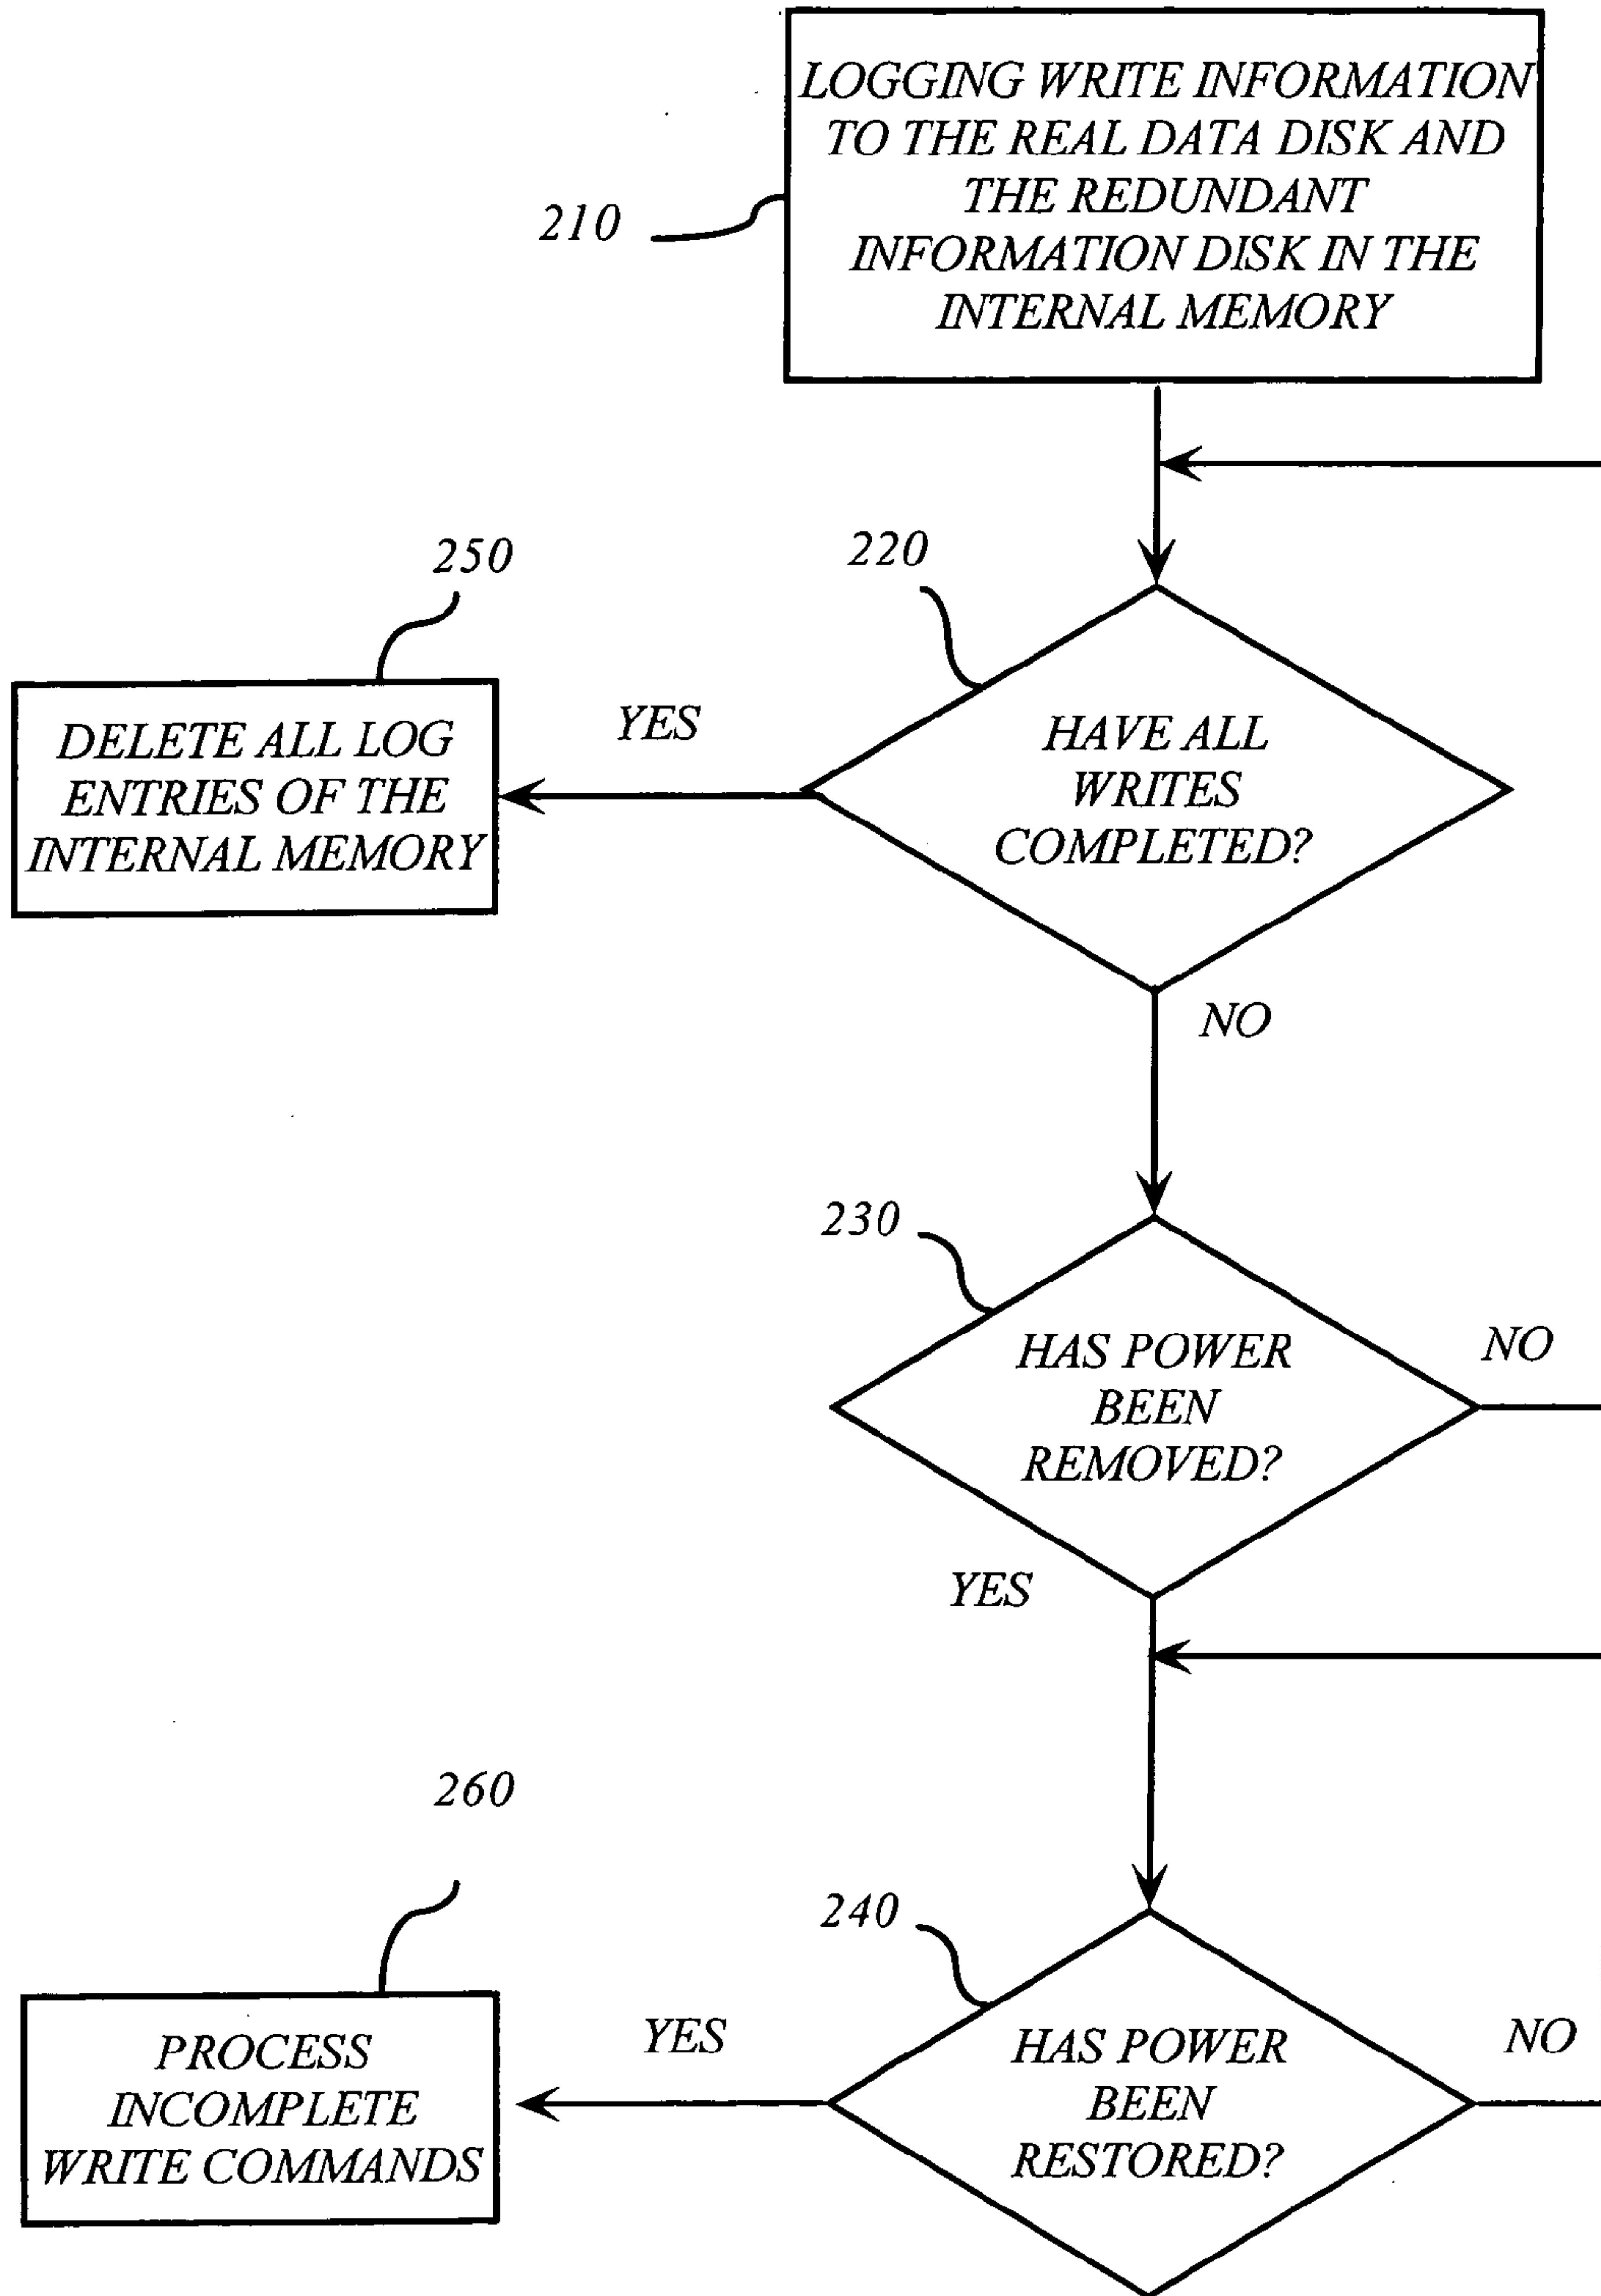 LOGGING WRITE INFORMATION
TO THE REAL DATA DISK AND
THE REDUNDANT
INFORMATION DISK IN THE
INTERNAL MEMORY
210
250
220
DELETE ALL LOG
ENTRIES OF THE
INTERNAL MEMORY
YES
HAVE ALL
WRITES
COMPLETED?
NO
230
HAS POWER
BEEN
REMOVED?
NO
YES
260
240
PROCESS
INCOMPLETE
WRITE COMMANDS
YES
HAS POWER
BEEN
RESTORED?
NO